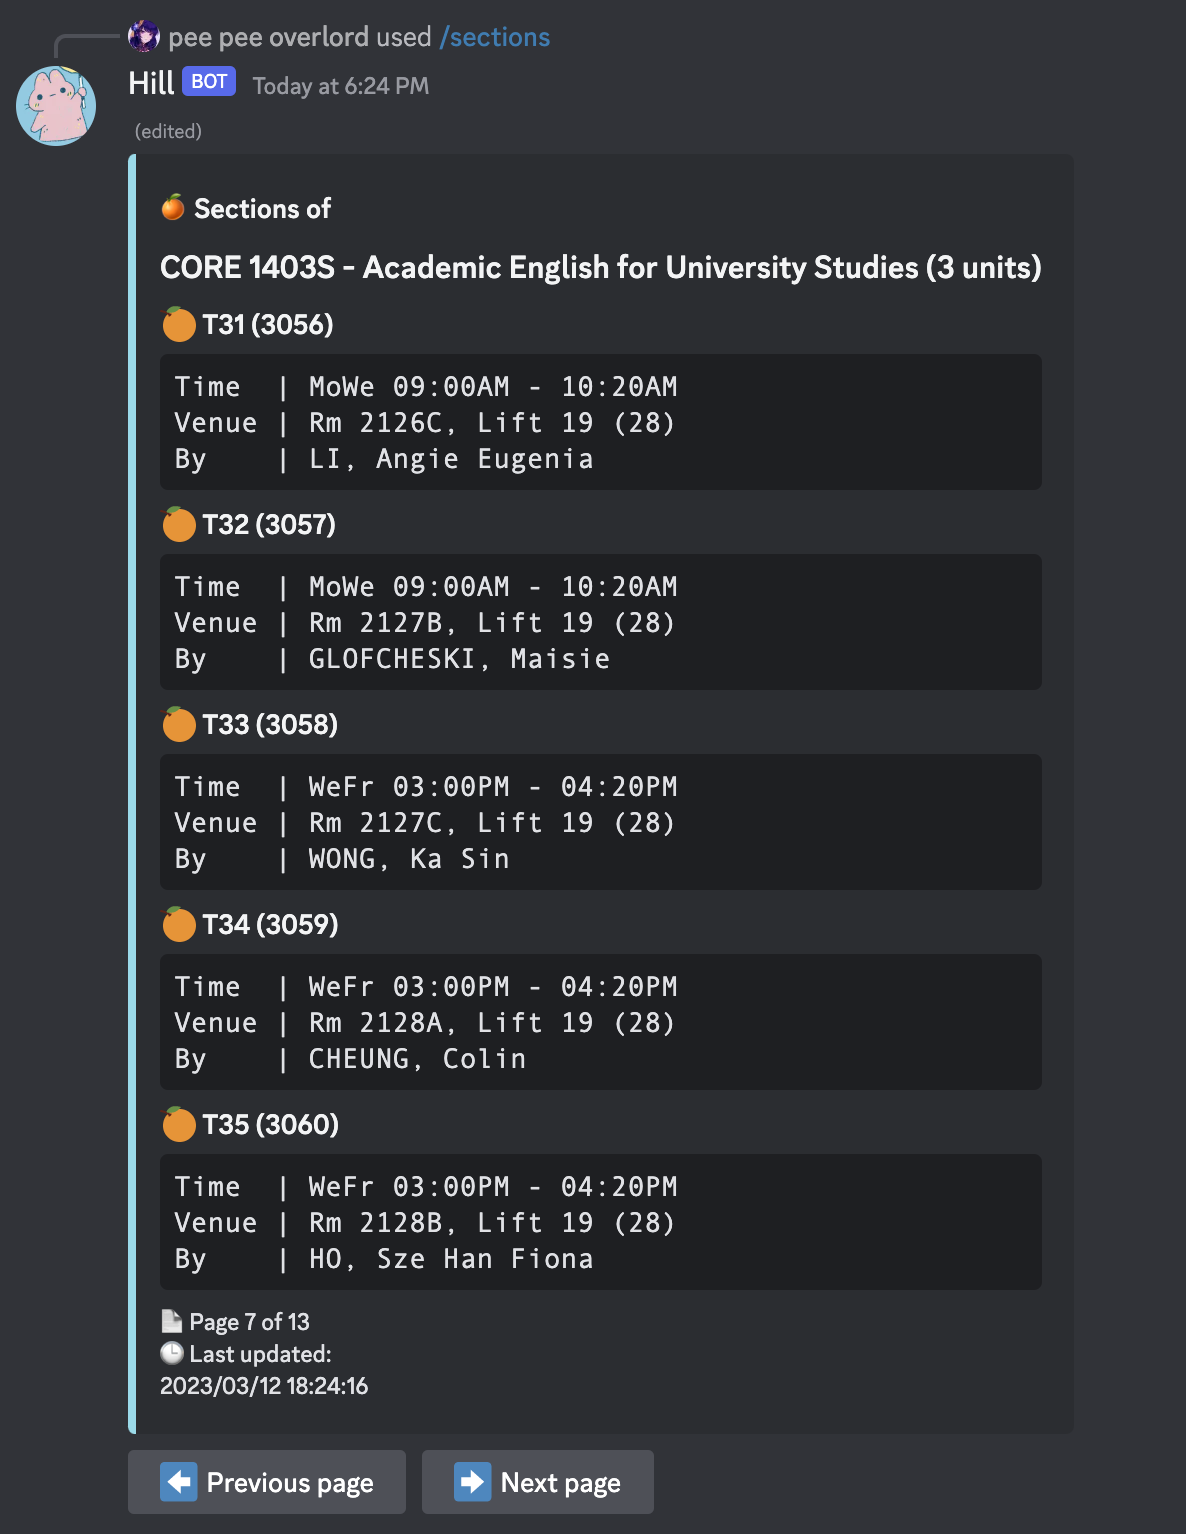 pee pee overlord used /sections
Hill BOT Today at 6:24 PM
(edited)
Sections of
CORE 1403S - Academic English for University Studies (3 units)
T31 (3056)
Time | MoWe 09:00AM - 10:20AM
Venue | Rm 2126C, Lift 19 (28)
By | LI, Angie Eugenia
T32 (3057)
Time | MoWe 09:00AM - 10:20AM
Venue | Rm 2127B, Lift 19 (28)
By | GLOFCHESKI, Maisie
T33 (3058)
Time | WeFr 03:00PM - 04:20PM
Venue | Rm 2127C, Lift 19 (28)
By | WONG, Ka Sin
T34 (3059)
Time | WeFr 03:00PM - 04:20PM
Venue | Rm 2128A, Lift 19 (28)
By | CHEUNG, Colin
T35 (3060)
Time | WeFr 03:00PM - 04:20PM
Venue | Rm 2128B, Lift 19 (28)
By | HO, Sze Han Fiona
Page 7 of 13
Last updated:
2023/03/12 18:24:16
Previous page Next page